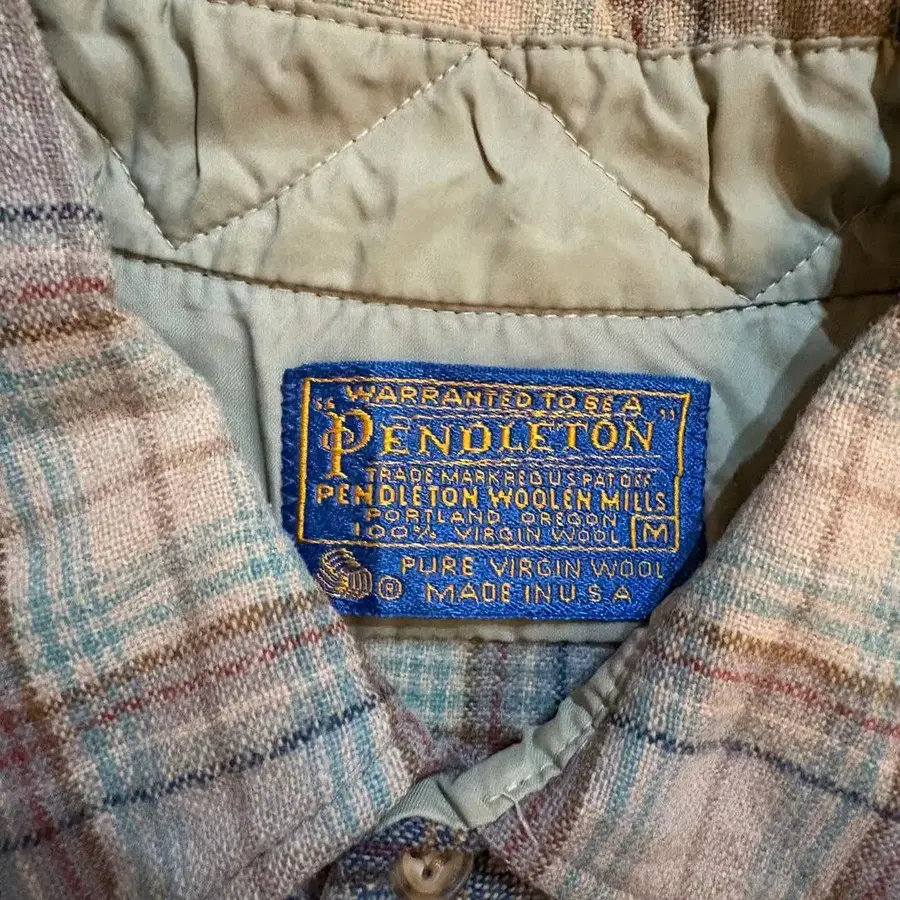 WARRANTED TO BE A
"PENDLETON"
TRADE MARK REG U S PAT OFF
PENDLETON WOOLEN MILLS
PORTLAND, OREGON
100% VIRGIN WOOL M
PURE VIRGIN WOOL
® MADE IN U S A